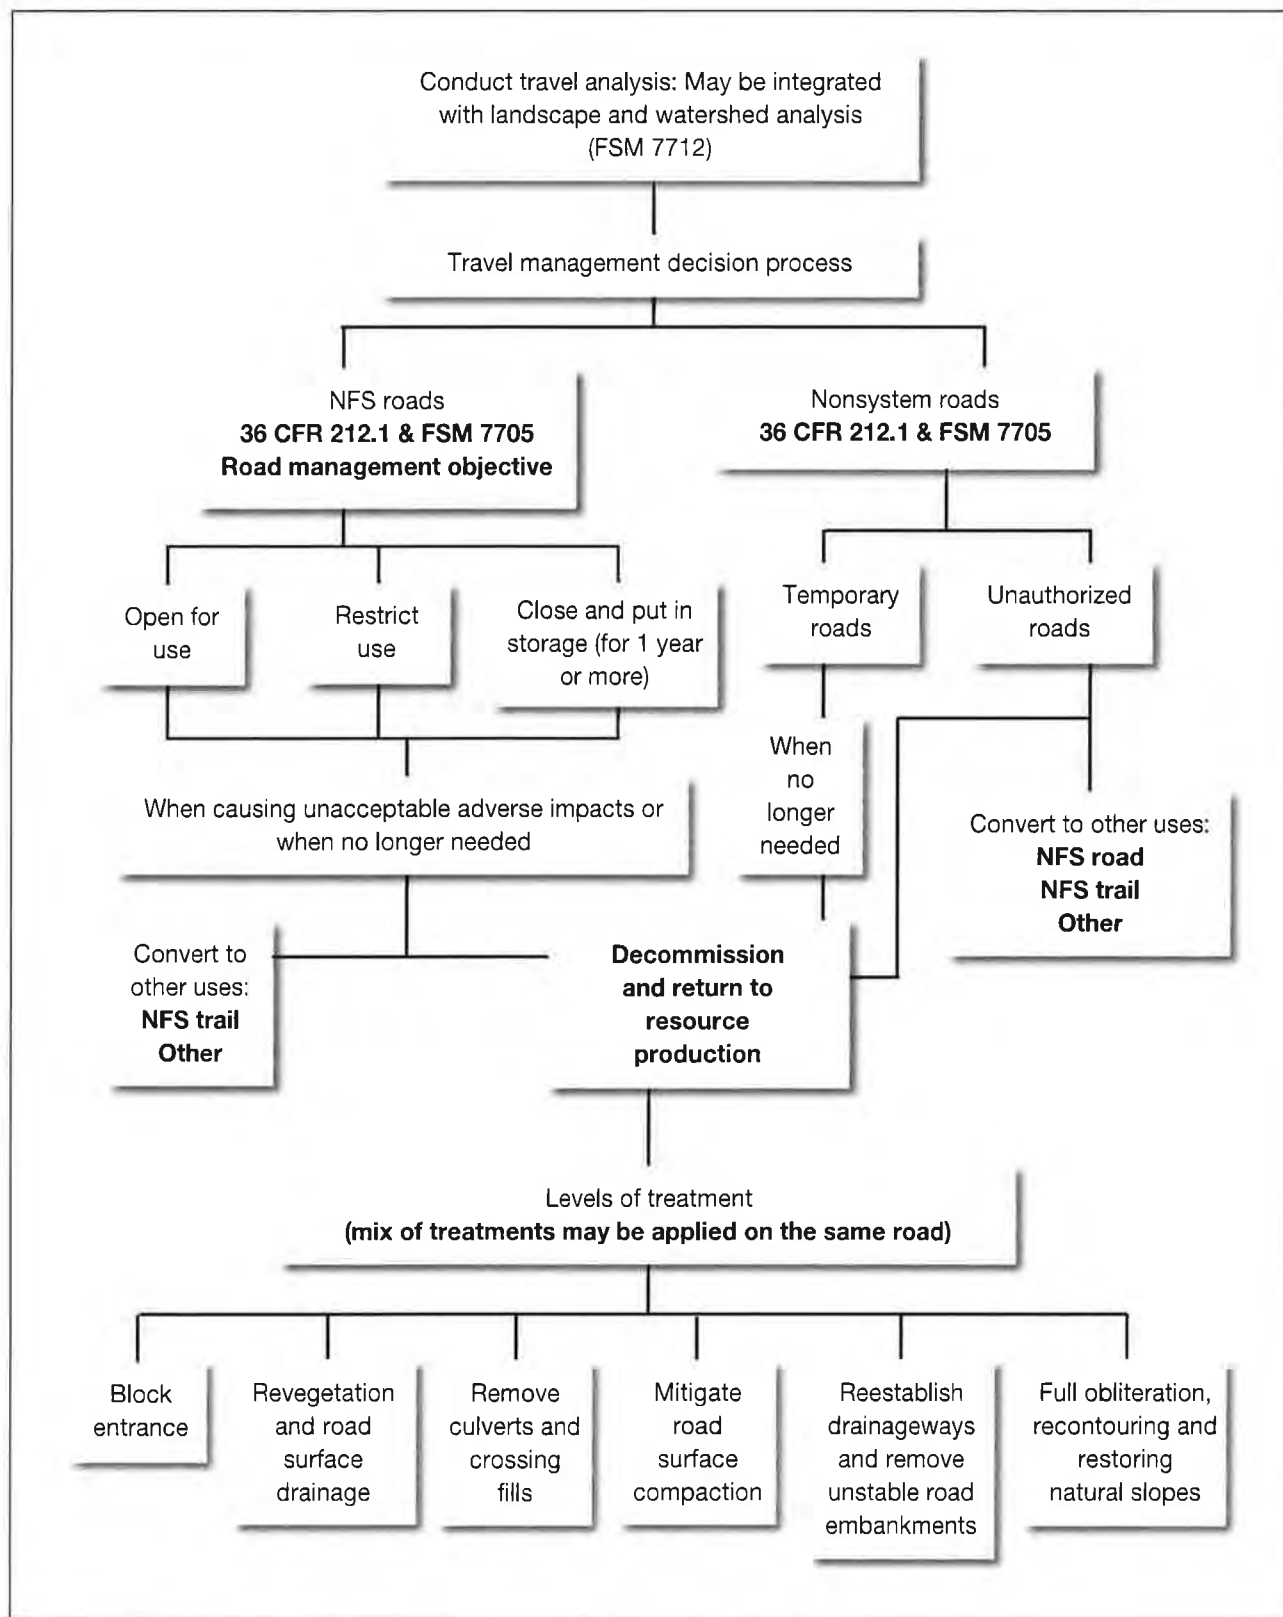 Conduct travel analysis: May be integrated
with landscape and watershed analysis
(FSM 7712)
Travel management decision process
NFS roads
36 CFR 212.1 & FSM 7705
Road management objective
Nonsystem roads
36 CFR 212.1 & FSM 7705
Open for
use
Restrict
use
Close and put in
storage (for 1 year
or more)
Temporary
roads
Unauthorized
roads
When causing unacceptable adverse impacts or
when no longer needed
When
no
longer
needed
Convert to other uses:
NFS road
NFS trail
Other
Convert to
other uses:
NFS trail
Other
Decommission
and return to
resource
production
Levels of treatment
(mix of treatments may be applied on the same road)
Block
entrance
Revegetation
and road
surface
drainage
Remove
culverts and
crossing
fills
Mitigate
road
surface
compaction
Reestablish
drainageways
and remove
unstable road
embankments
Full obliteration,
recontouring and
restoring
natural slopes